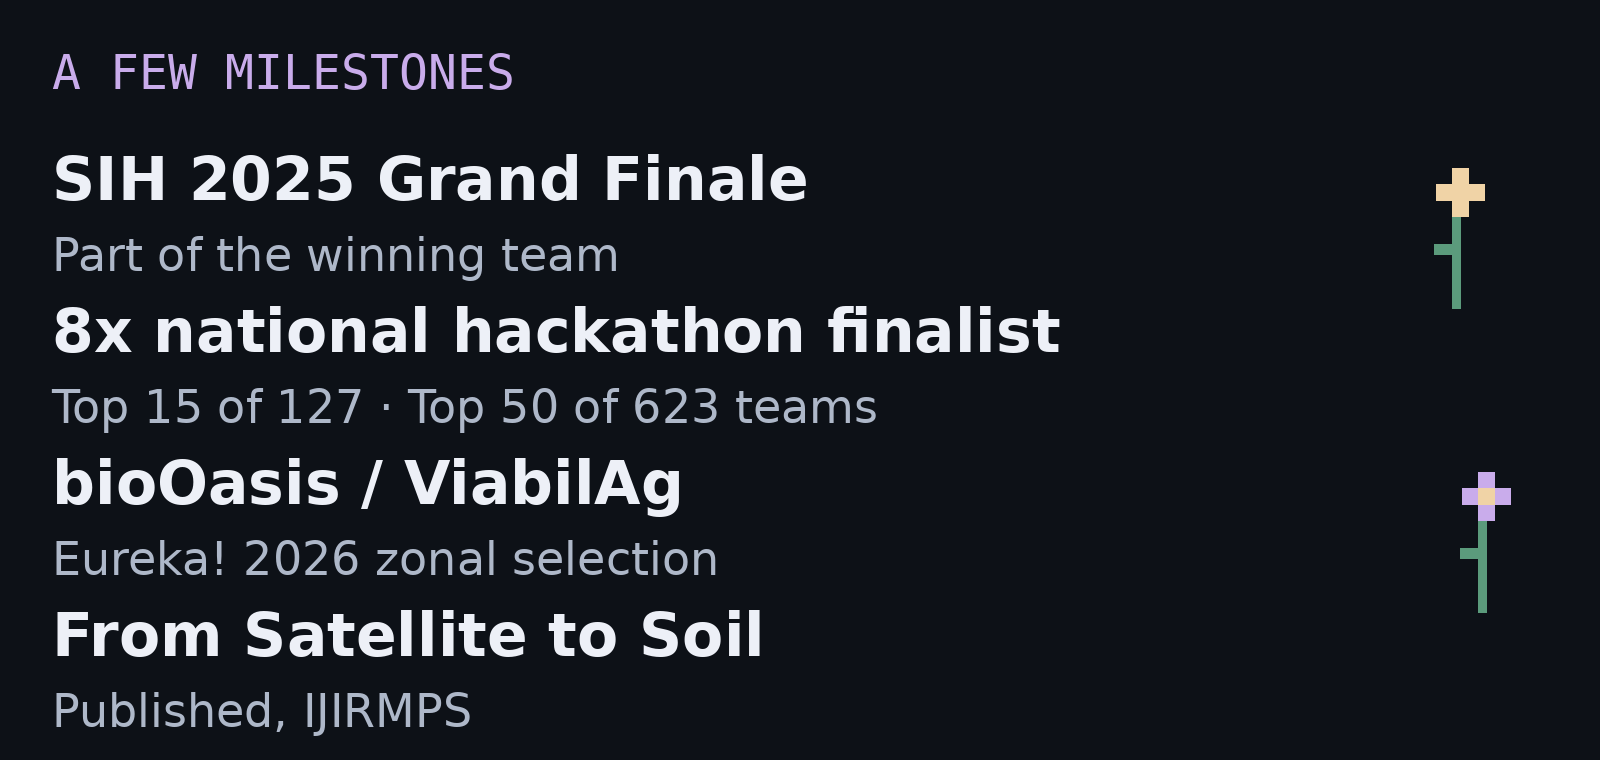 A FEW MILESTONES
SIH 2025 Grand Finale
Part of the winning team
8x national hackathon finalist
Top 15 of 127 · Top 50 of 623 teams
bioOasis / ViabilAg
Eureka! 2026 zonal selection
From Satellite to Soil
Published, IJIRMPS